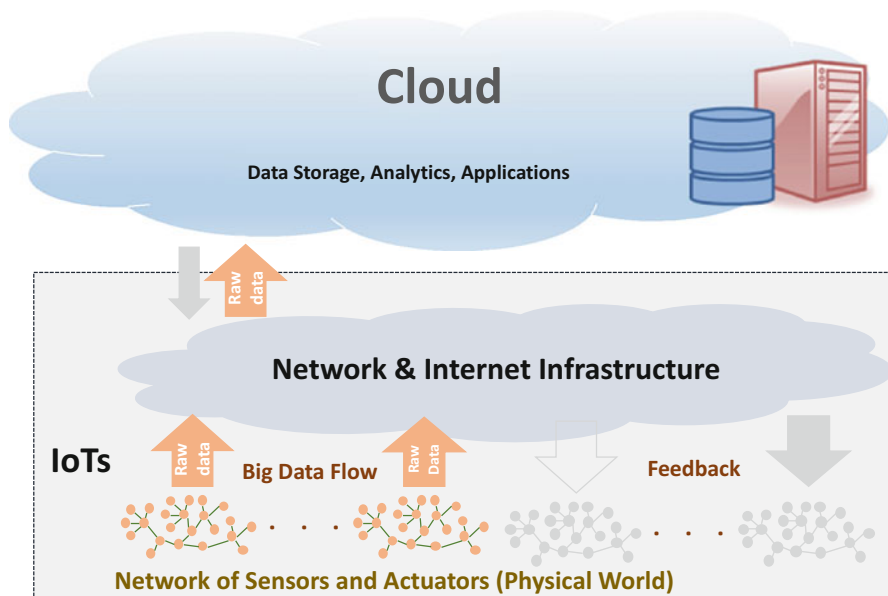 Cloud
Data Storage, Analytics, Applications
Raw
data
Network & Internet Infrastructure
IoTs
Raw
data
Big Data Flow
Raw
Data
Feedback
. . .
. . .
Network of Sensors and Actuators (Physical World)